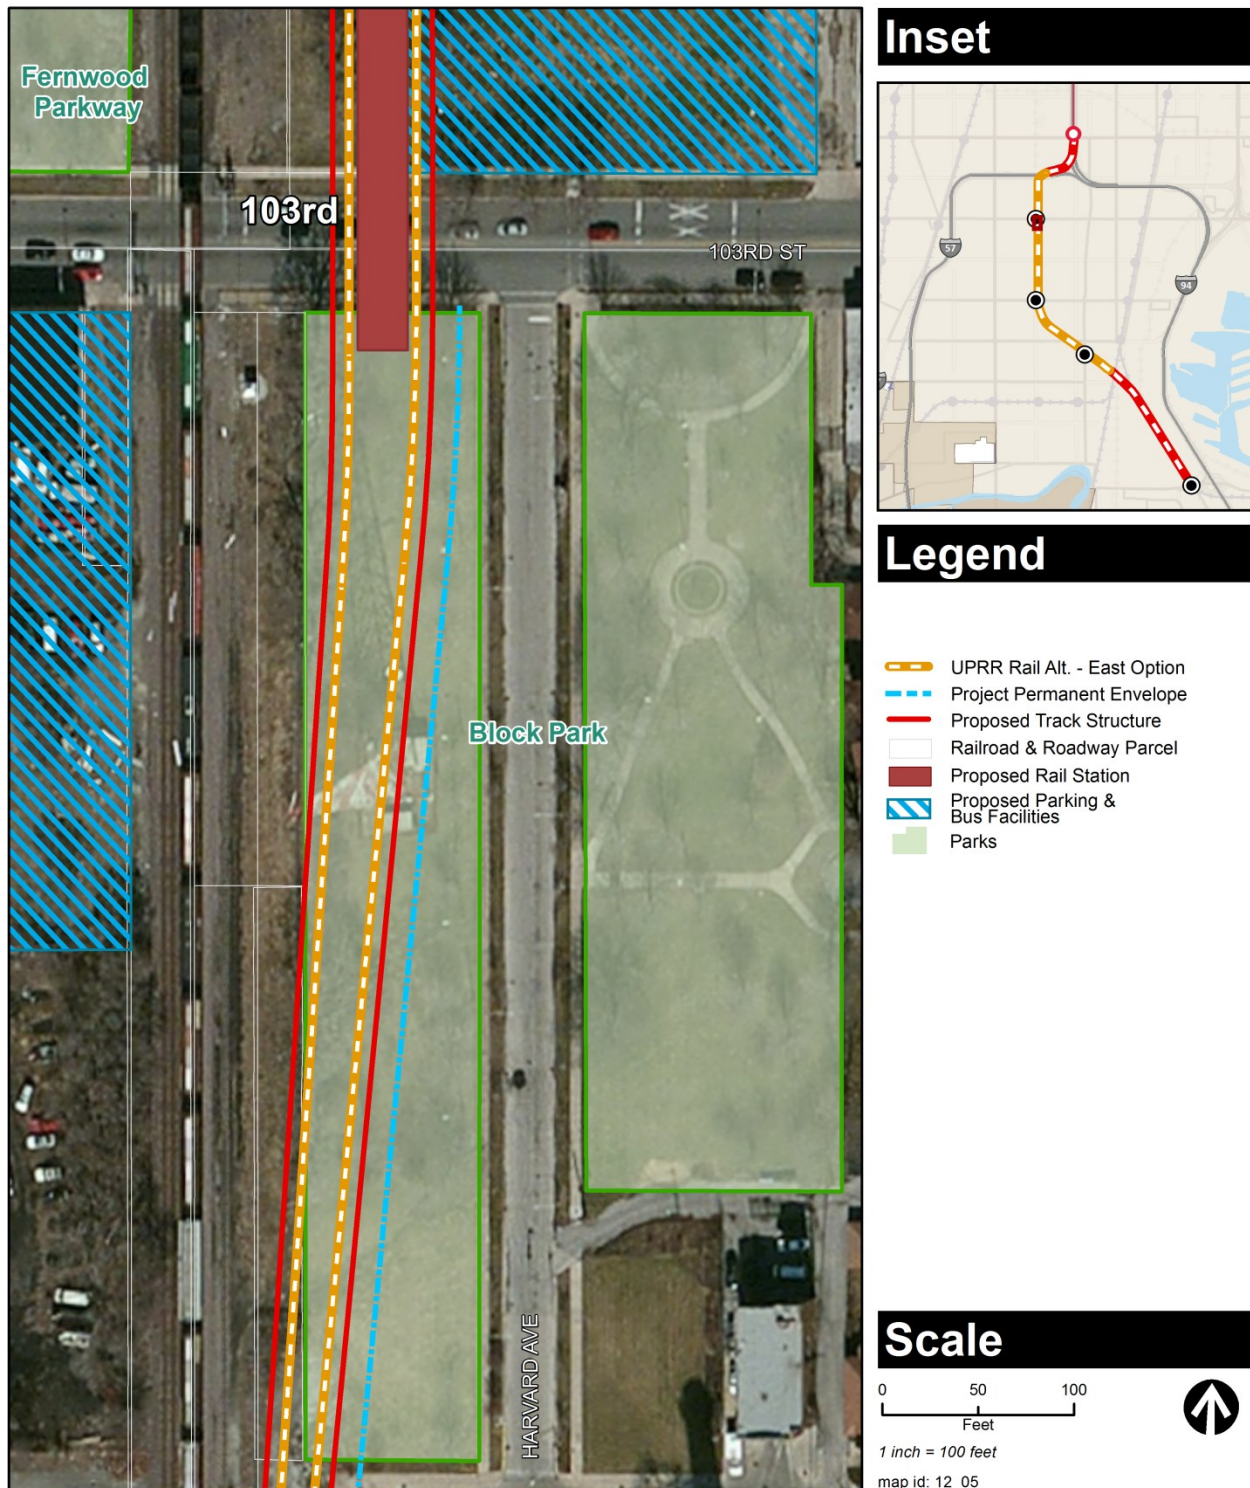 Fernwood
Parkway
103rd
103RD ST
Block Park
HARVARD AVE
Inset
57
94
Legend
UPRR Rail Alt. - East Option
Project Permanent Envelope
Proposed Track Structure
Railroad & Roadway Parcel
Proposed Rail Station
Proposed Parking &
Bus Facilities
Parks
Scale
0 50 100
Feet
1 inch = 100 feet
map id: 12_05